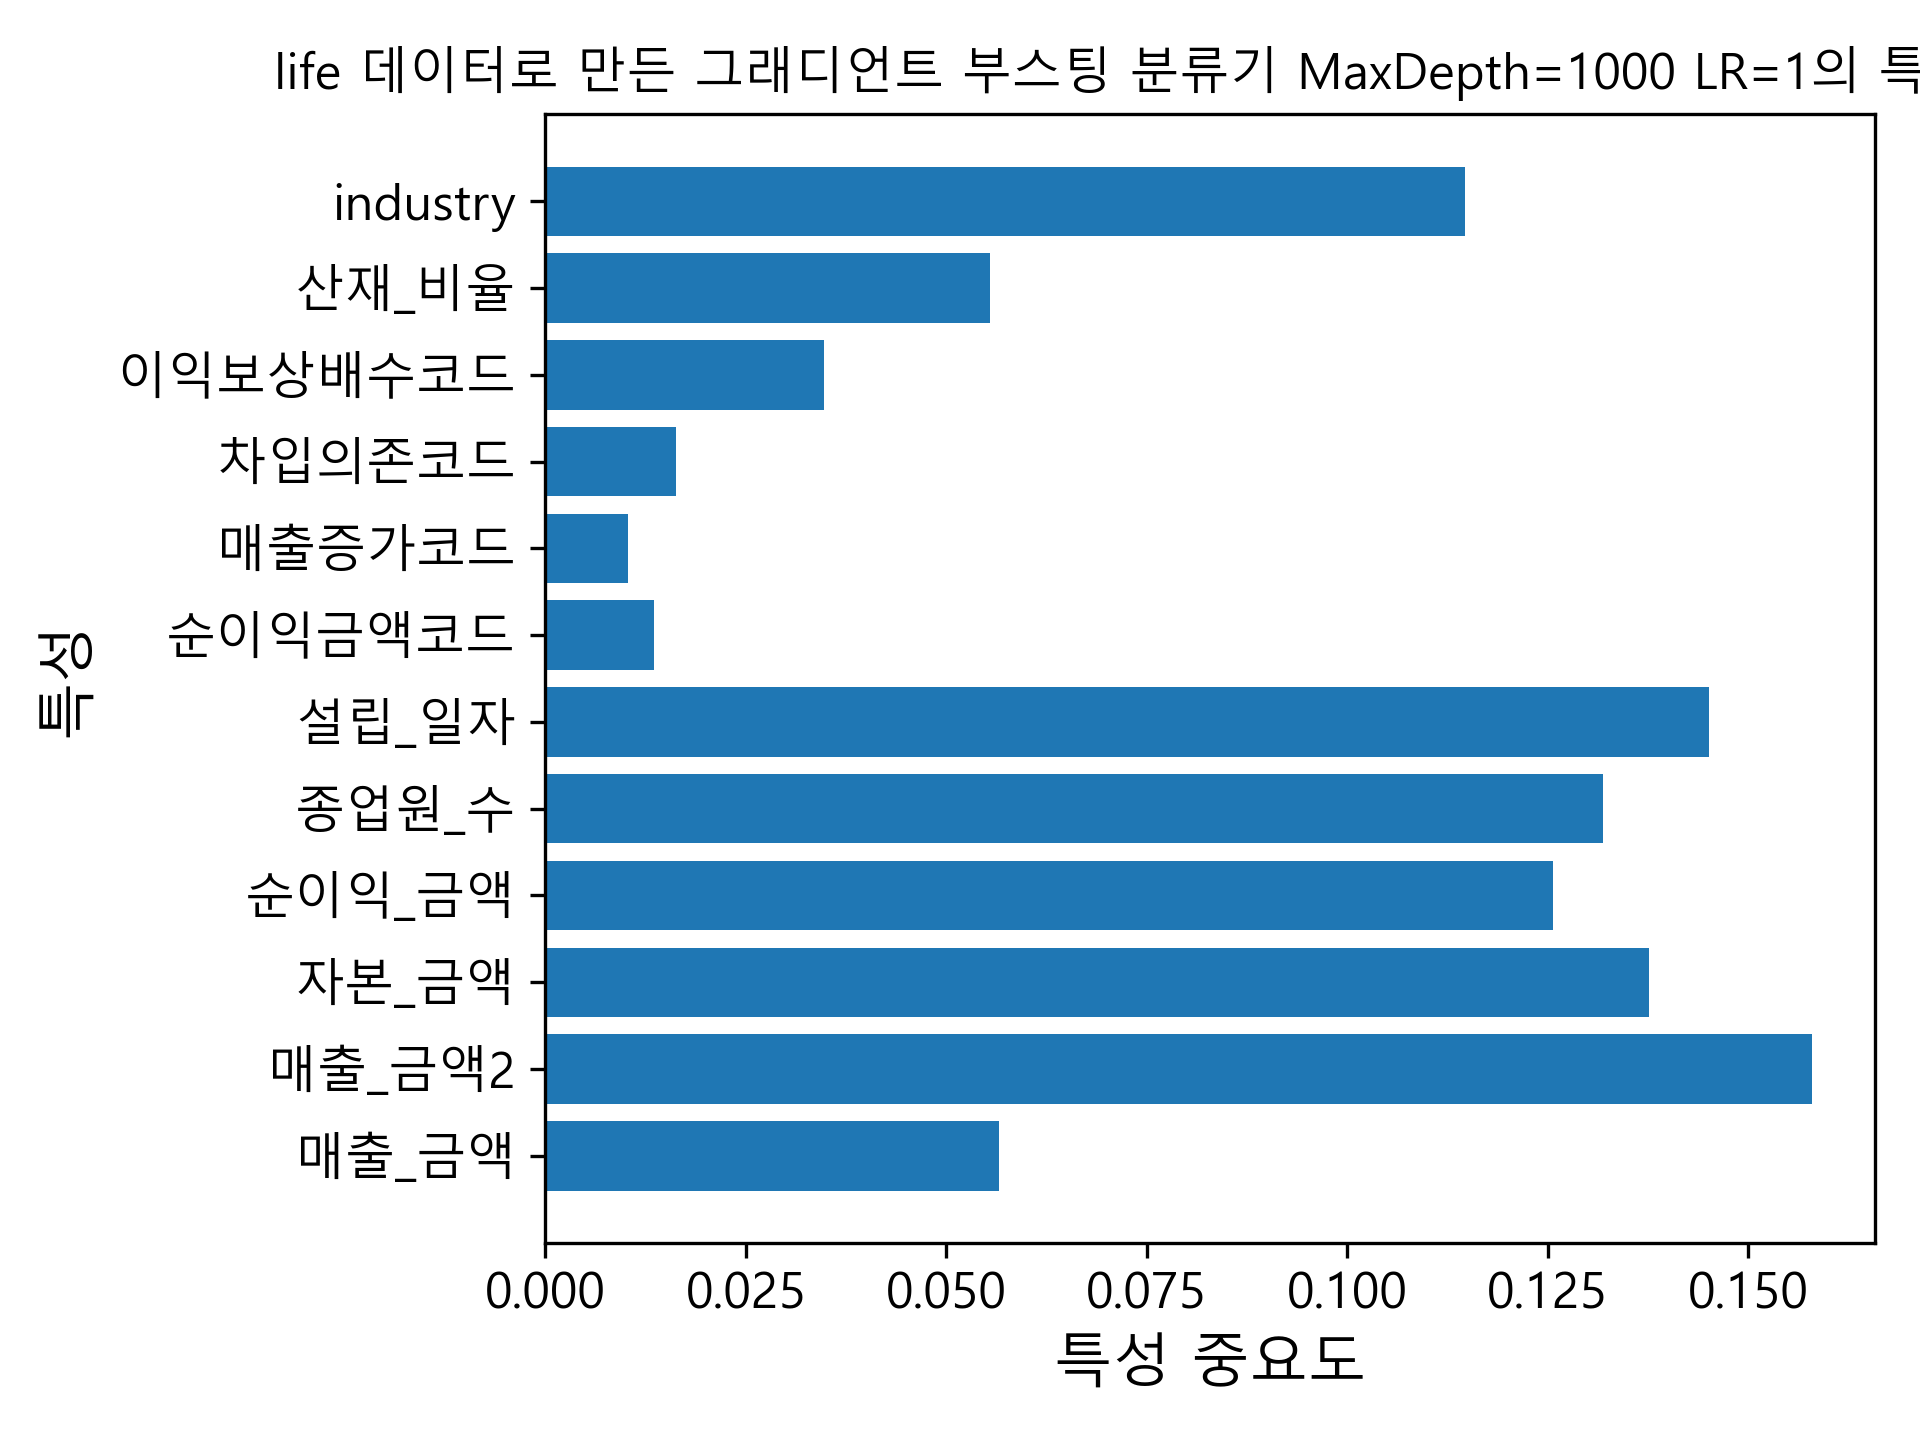 life 데이터로 만든 그래디언트 부스팅 분류기 MaxDepth=1000 LR=1의 특
industry
산재_비율
이익보상배수코드
차입의존코드
매출증가코드
순이익금액코드
설립_일자
종업원_수
순이익_금액
자본_금액
매출_금액2
매출_금액
특성
0.000 0.025 0.050 0.075 0.100 0.125 0.150
특성 중요도